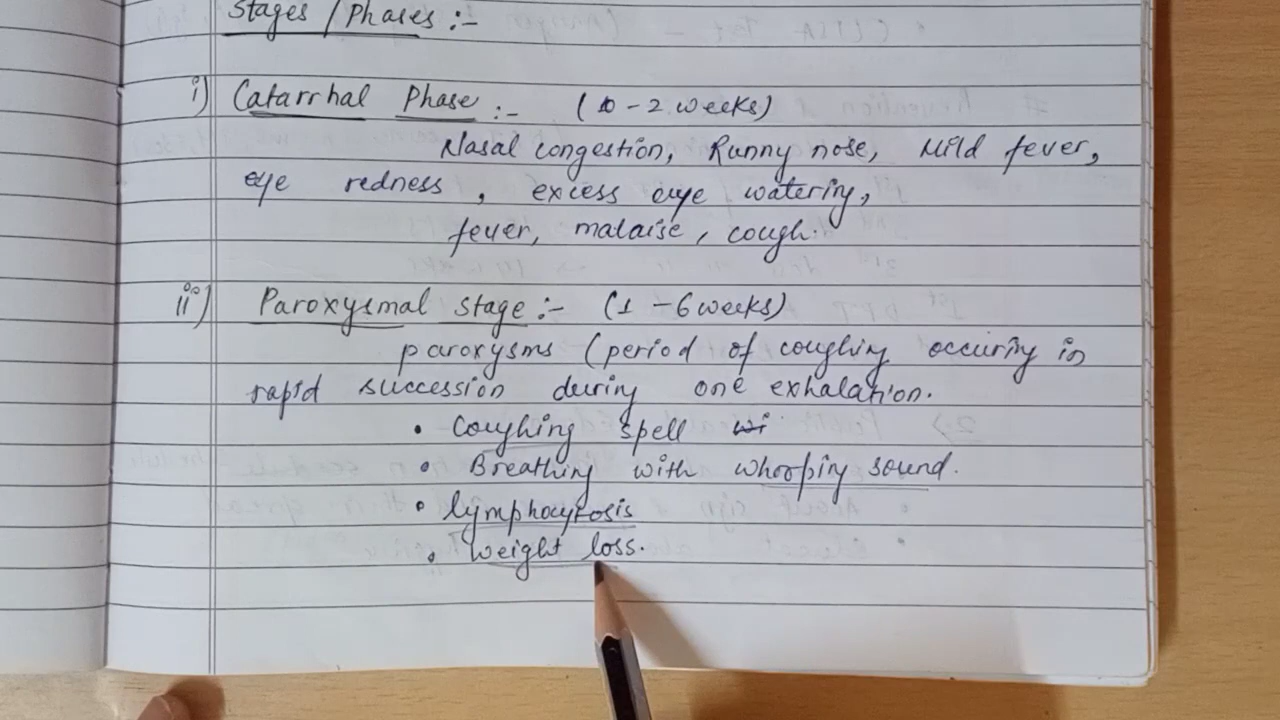 Stages / Phases :-
i) Catarrhal Phase :- (0 - 2 weeks)
Nasal congestion, Runny nose, Mild fever,
eye redness , excess eye watering,
fever, malaise, cough.
ii) Paroxysmal stage :- (1 - 6 weeks)
paroxysms (period of coughing occuring in
rapid succession during one exhalation.
• Coughing spell
• Breathing with whooping sound.
• lymphocytosis
• Weight loss.